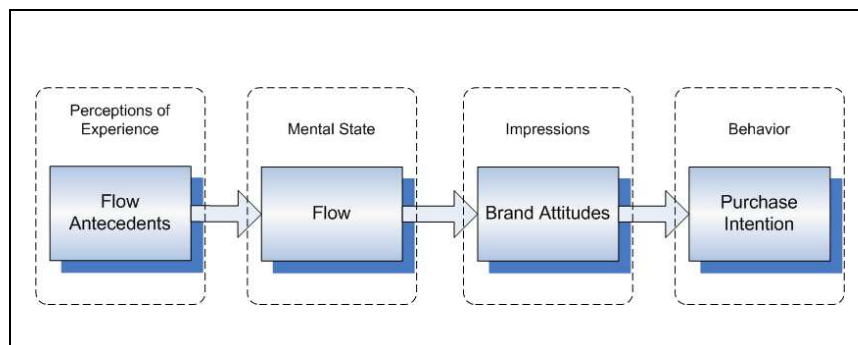 Perceptions of
Experience
Flow
Antecedents
Mental State
Flow
Impressions
Brand Attitudes
Behavior
Purchase
Intention